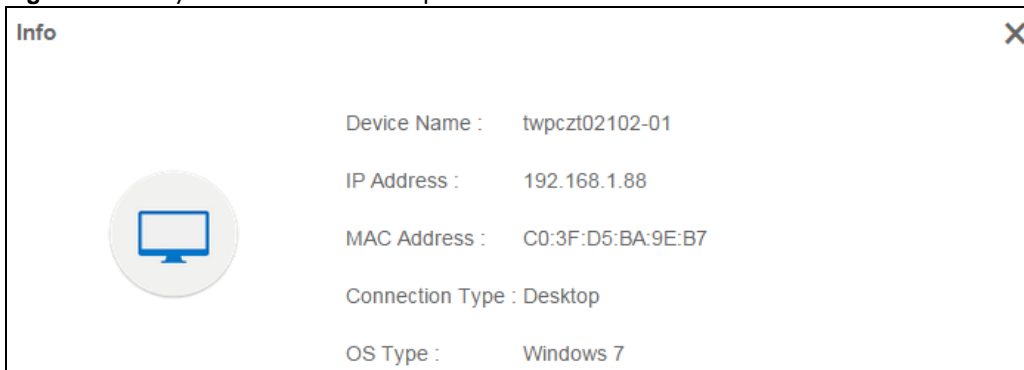 Info
Device Name : twpczt02102-01
IP Address : 192.168.1.88
MAC Address : C0:3F:D5:BA:9E:B7
Connection Type : Desktop
OS Type : Windows 7